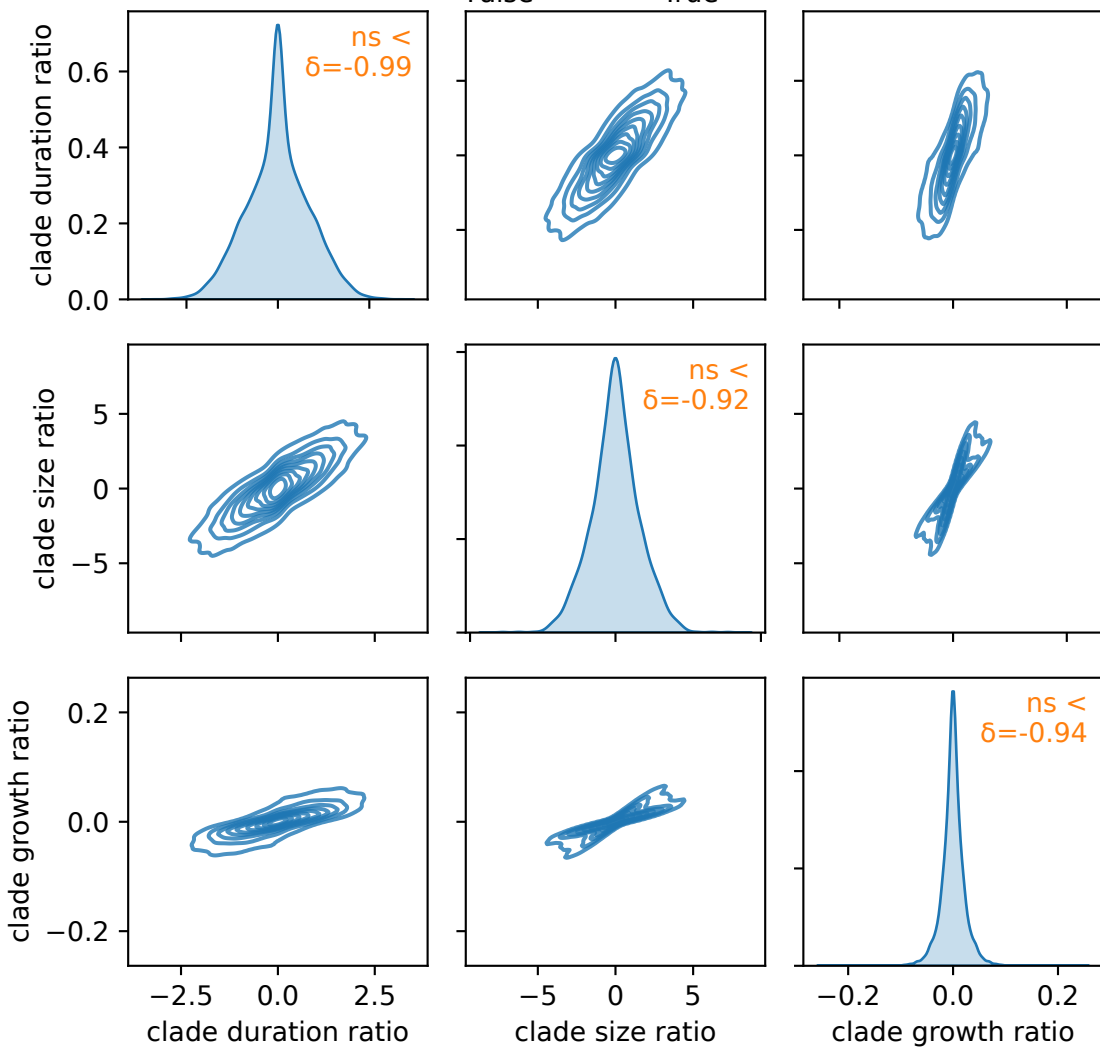 clade duration ratio
0.6
0.4
0.2
0.0
ns <
δ=-0.99
clade size ratio
5
0
−5
ns <
δ=-0.92
clade growth ratio
0.2
0.0
−0.2
ns <
δ=-0.94
−2.5 0.0 2.5
−5 0 5
−0.2 0.0 0.2
clade duration ratio
clade size ratio
clade growth ratio